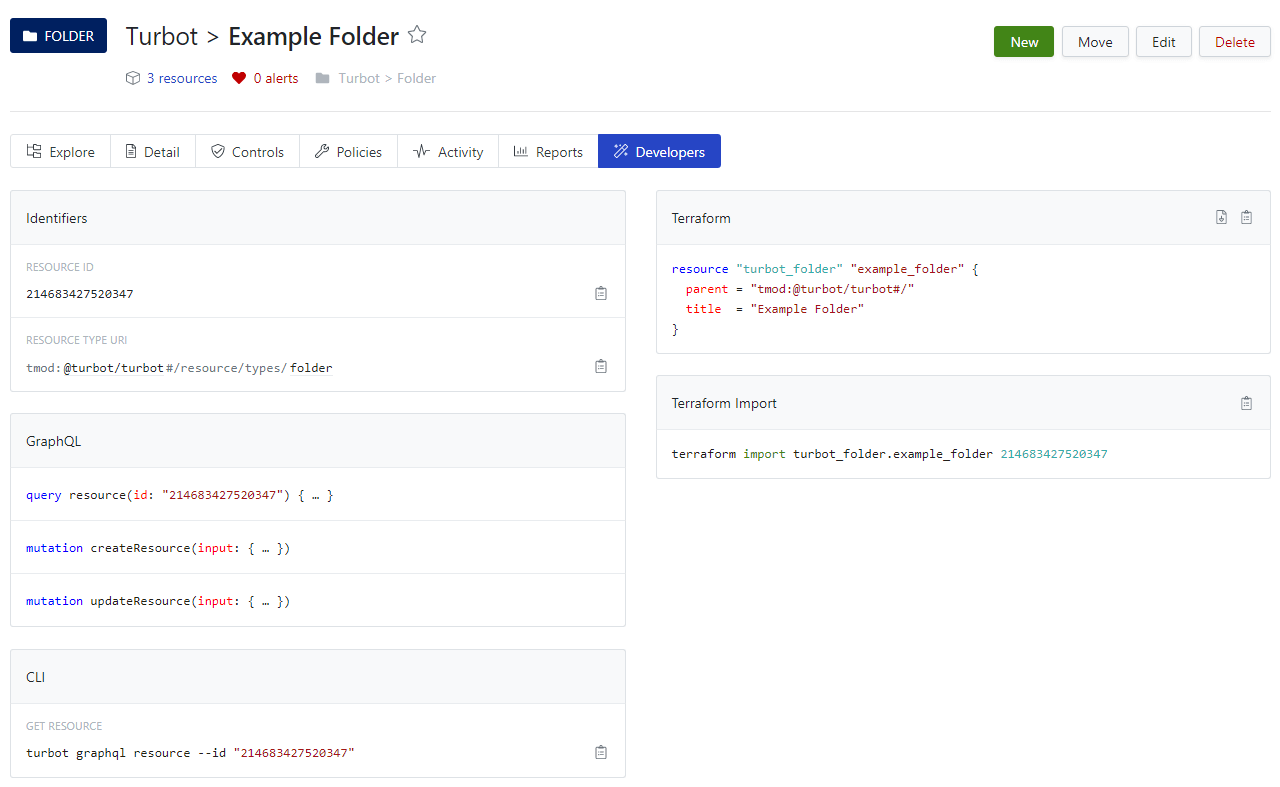 FOLDER
Turbot > Example Folder
New
Move
Edit
Delete
3 resources
0 alerts
Turbot > Folder
Explore
Detail
Controls
Policies
Activity
Reports
Developers
Identifiers
RESOURCE ID
214683427520347
RESOURCE TYPE URI
tmod:@turbot/turbot#/resource/types/folder
GraphQL
query resource(id: "214683427520347") { … }
mutation createResource(input: { … })
mutation updateResource(input: { … })
CLI
GET RESOURCE
turbot graphql resource --id "214683427520347"
Terraform
resource "turbot_folder" "example_folder" {
  parent = "tmod:@turbot/turbot#/"
  title  = "Example Folder"
}
Terraform Import
terraform import turbot_folder.example_folder 214683427520347